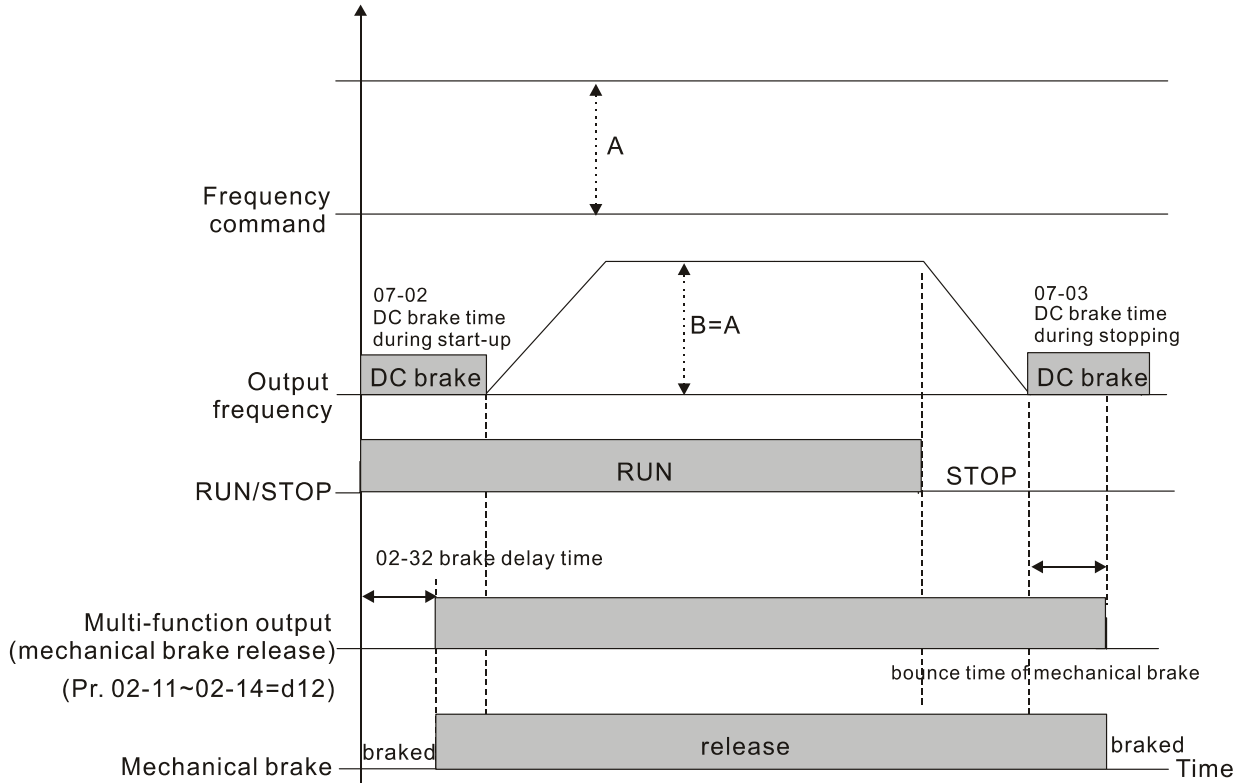 A
Frequency
command
07-02
DC brake time
during start-up
B=A
07-03
DC brake time
during stopping
DC brake
DC brake
Output
frequency
RUN
STOP
RUN/STOP
02-32 brake delay time
Multi-function output
(mechanical brake release)
(Pr. 02-11~02-14=d12)
bounce time of mechanical brake
braked
release
braked
Mechanical brake
Time